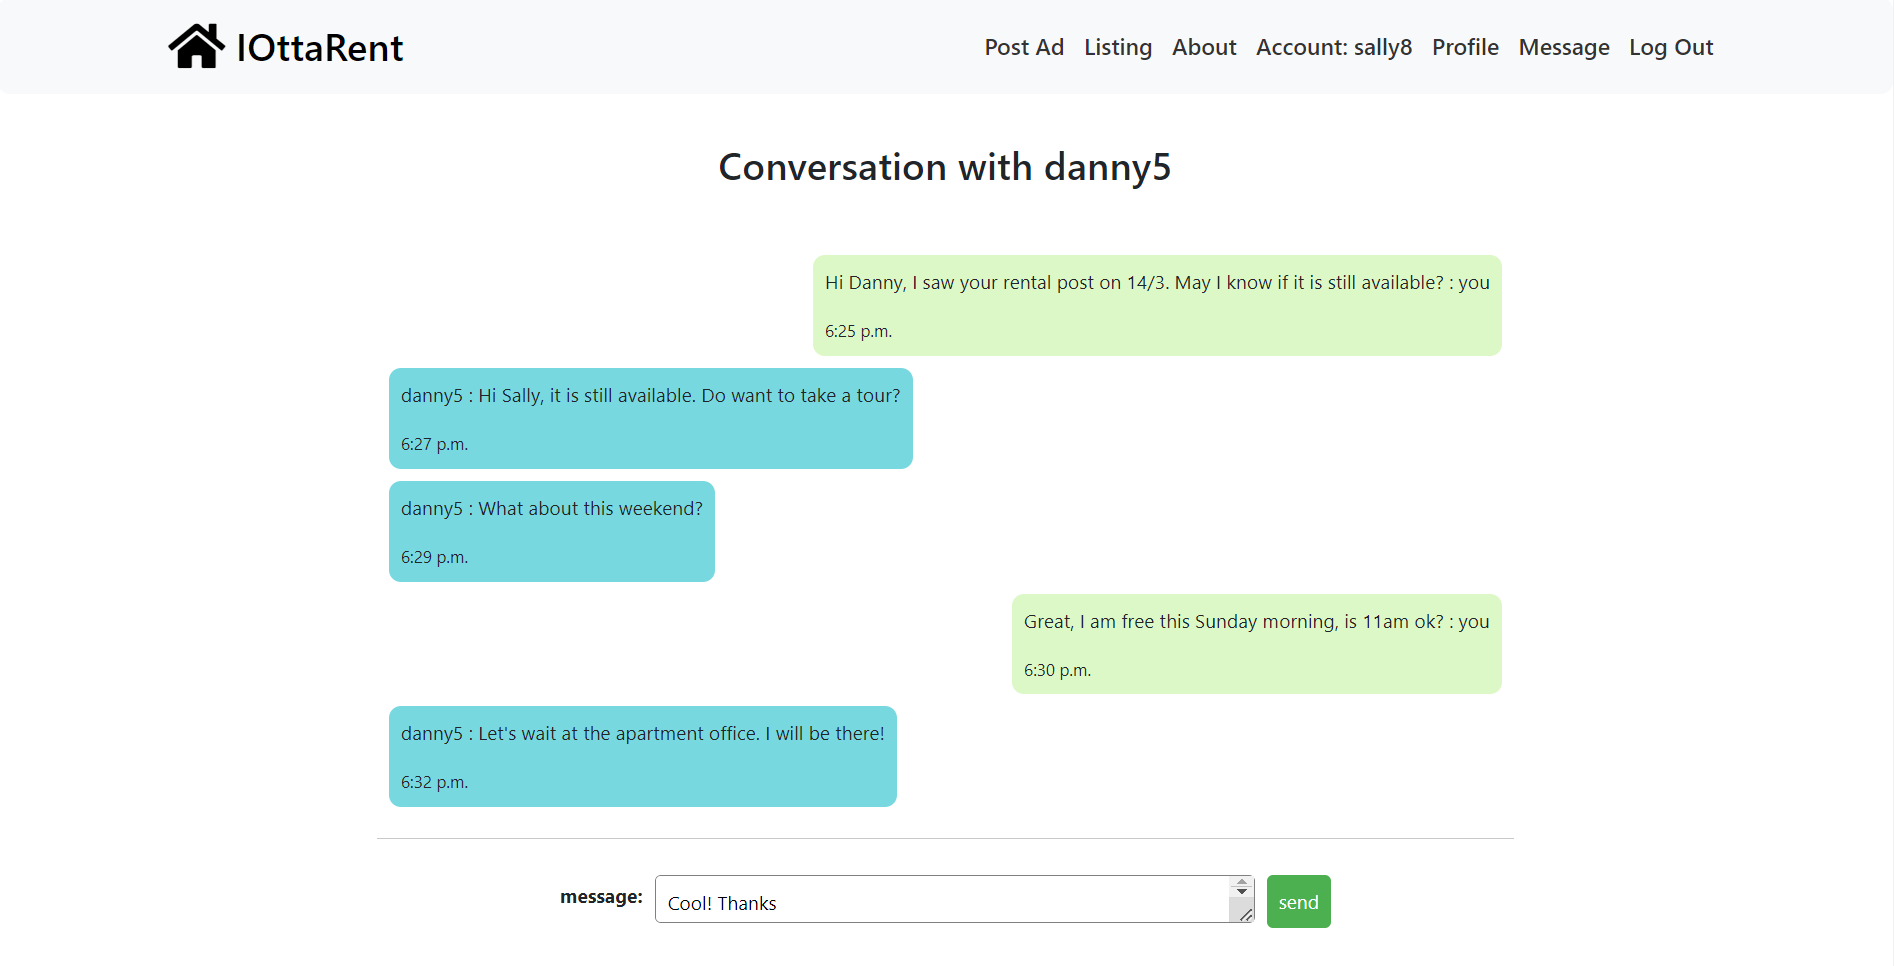 IOttaRent
Post Ad Listing About Account: sally8 Profile Message Log Out
Conversation with danny5
Hi Danny, I saw your rental post on 14/3. May I know if it is still available? : you
6:25 p.m.
danny5 : Hi Sally, it is still available. Do want to take a tour?
6:27 p.m.
danny5 : What about this weekend?
6:29 p.m.
Great, I am free this Sunday morning, is 11am ok? : you
6:30 p.m.
danny5 : Let's wait at the apartment office. I will be there!
6:32 p.m.
message: Cool! Thanks send